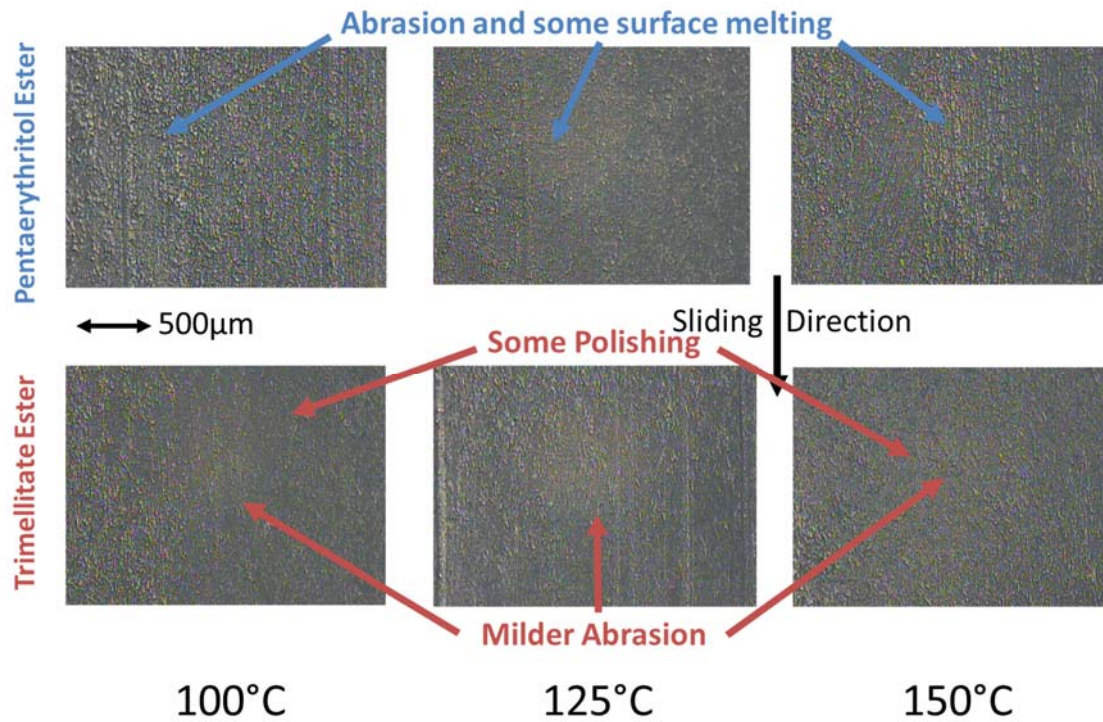 Abrasion and some surface melting
Pentaerythritol Ester
500µm
Sliding Direction
Some Polishing
Trimellitate Ester
Milder Abrasion
100°C
125°C
150°C